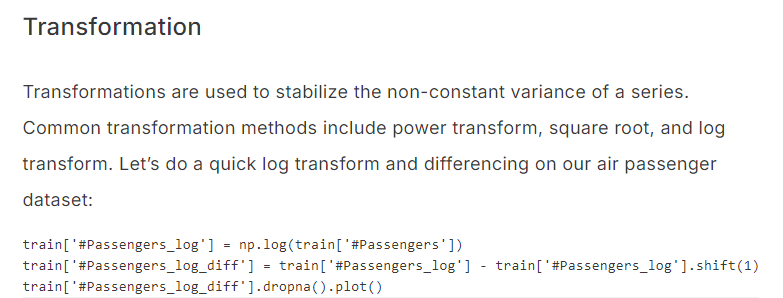 Transformation
Transformations are used to stabilize the non-constant variance of a series.
Common transformation methods include power transform, square root, and log
transform. Let’s do a quick log transform and differencing on our air passenger
dataset:
train['#Passengers_log'] = np.log(train['#Passengers'])
train['#Passengers_log_diff'] = train['#Passengers_log'] - train['#Passengers_log'].shift(1)
train['#Passengers_log_diff'].dropna().plot()